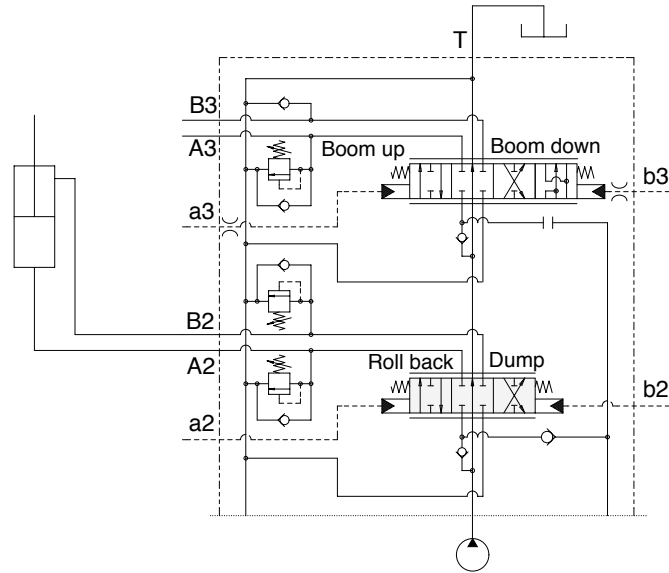 T
B3
A3
Boom up
Boom down
b3
a3
B2
A2
Roll back
Dump
b2
a2